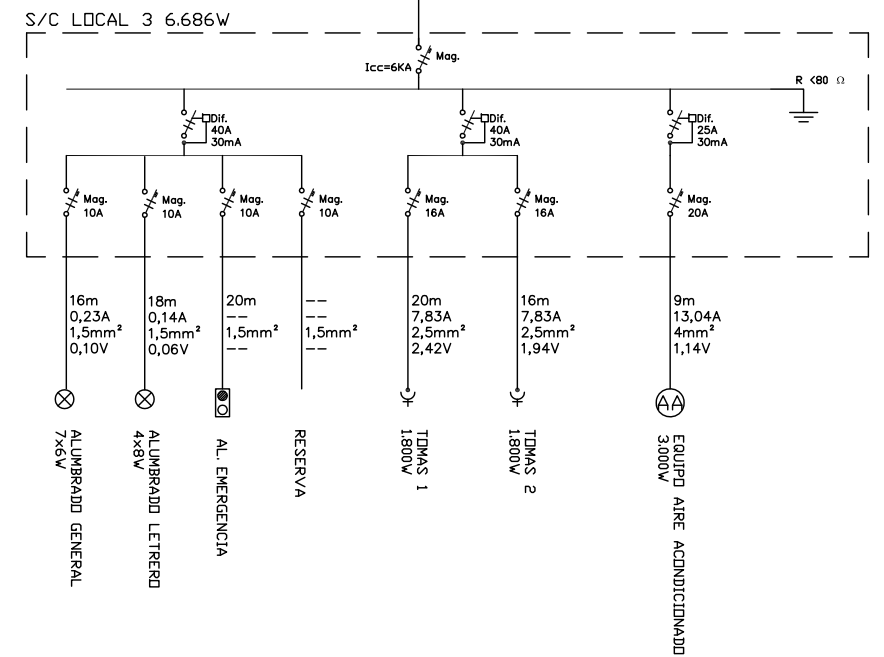 S/C LOCAL 3 6.686W
Mag.
Icc=6KA
R <80 Ω
Dif.
40A
30mA
Dif.
40A
30mA
Dif.
25A
30mA
Mag.
10A
Mag.
10A
Mag.
10A
Mag.
10A
Mag.
16A
Mag.
16A
Mag.
20A
16m
0,23A
1,5mm²
0,10V
18m
0,14A
1,5mm²
0,06V
20m
--
1,5mm²
--
--
--
1,5mm²
--
20m
7,83A
2,5mm²
2,42V
16m
7,83A
2,5mm²
1,94V
9m
13,04A
4mm²
1,14V
AA
ALUMBRADO GENERAL
7x6W
ALUMBRADO LETRERO
4x8W
AL. EMERGENCIA
RESERVA
TOMAS 1
1.800W
TOMAS 2
1.800W
EQUIPO AIRE ACONDICIONADO
3.000W